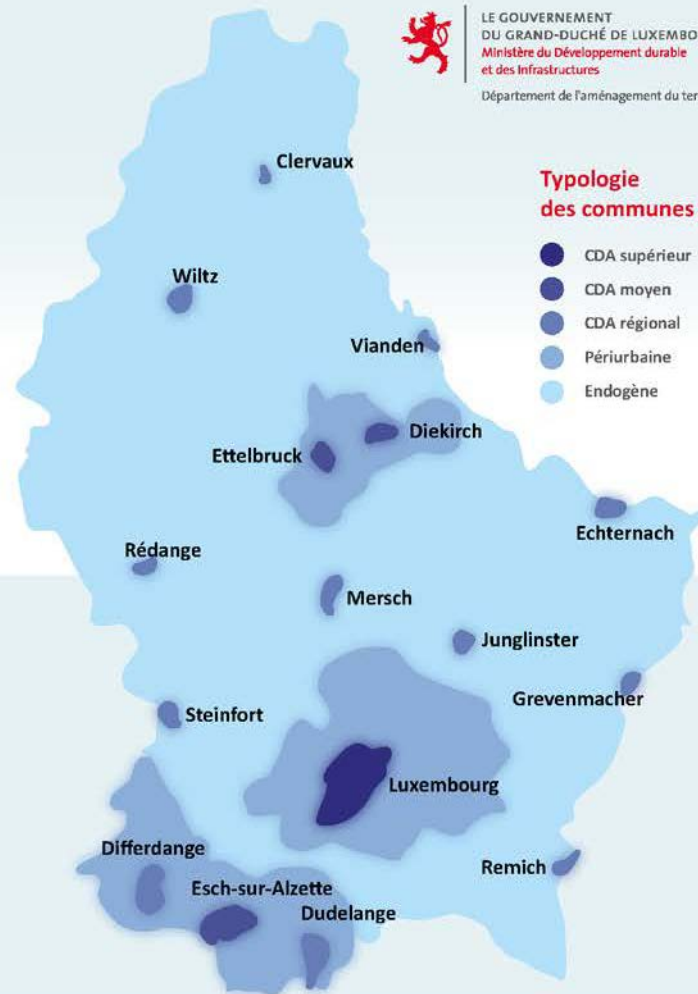 LE GOUVERNEMENT
DU GRAND-DUCHÉ DE LUXEMBO
Ministère du Développement durable
et des Infrastructures
Département de l'aménagement du ter
Typologie
des communes
CDA supérieur
CDA moyen
CDA régional
Périurbaine
Endogène
Clervaux
Wiltz
Vianden
Diekirch
Ettelbruck
Echternach
Rédange
Mersch
Junglinster
Grevenmacher
Steinfort
Luxembourg
Differdange
Remich
Esch-sur-Alzette
Dudelange